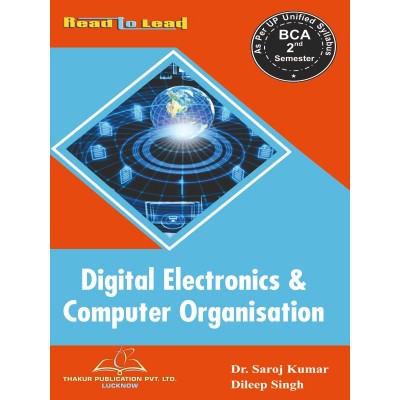 Read to Lead
As Per UP Unified Syllabus
BCA
2nd
Semester
Digital Electronics &
Computer Organisation
Dr. Saroj Kumar
Dileep Singh
THAKUR PUBLICATION PVT. LTD.
LUCKNOW